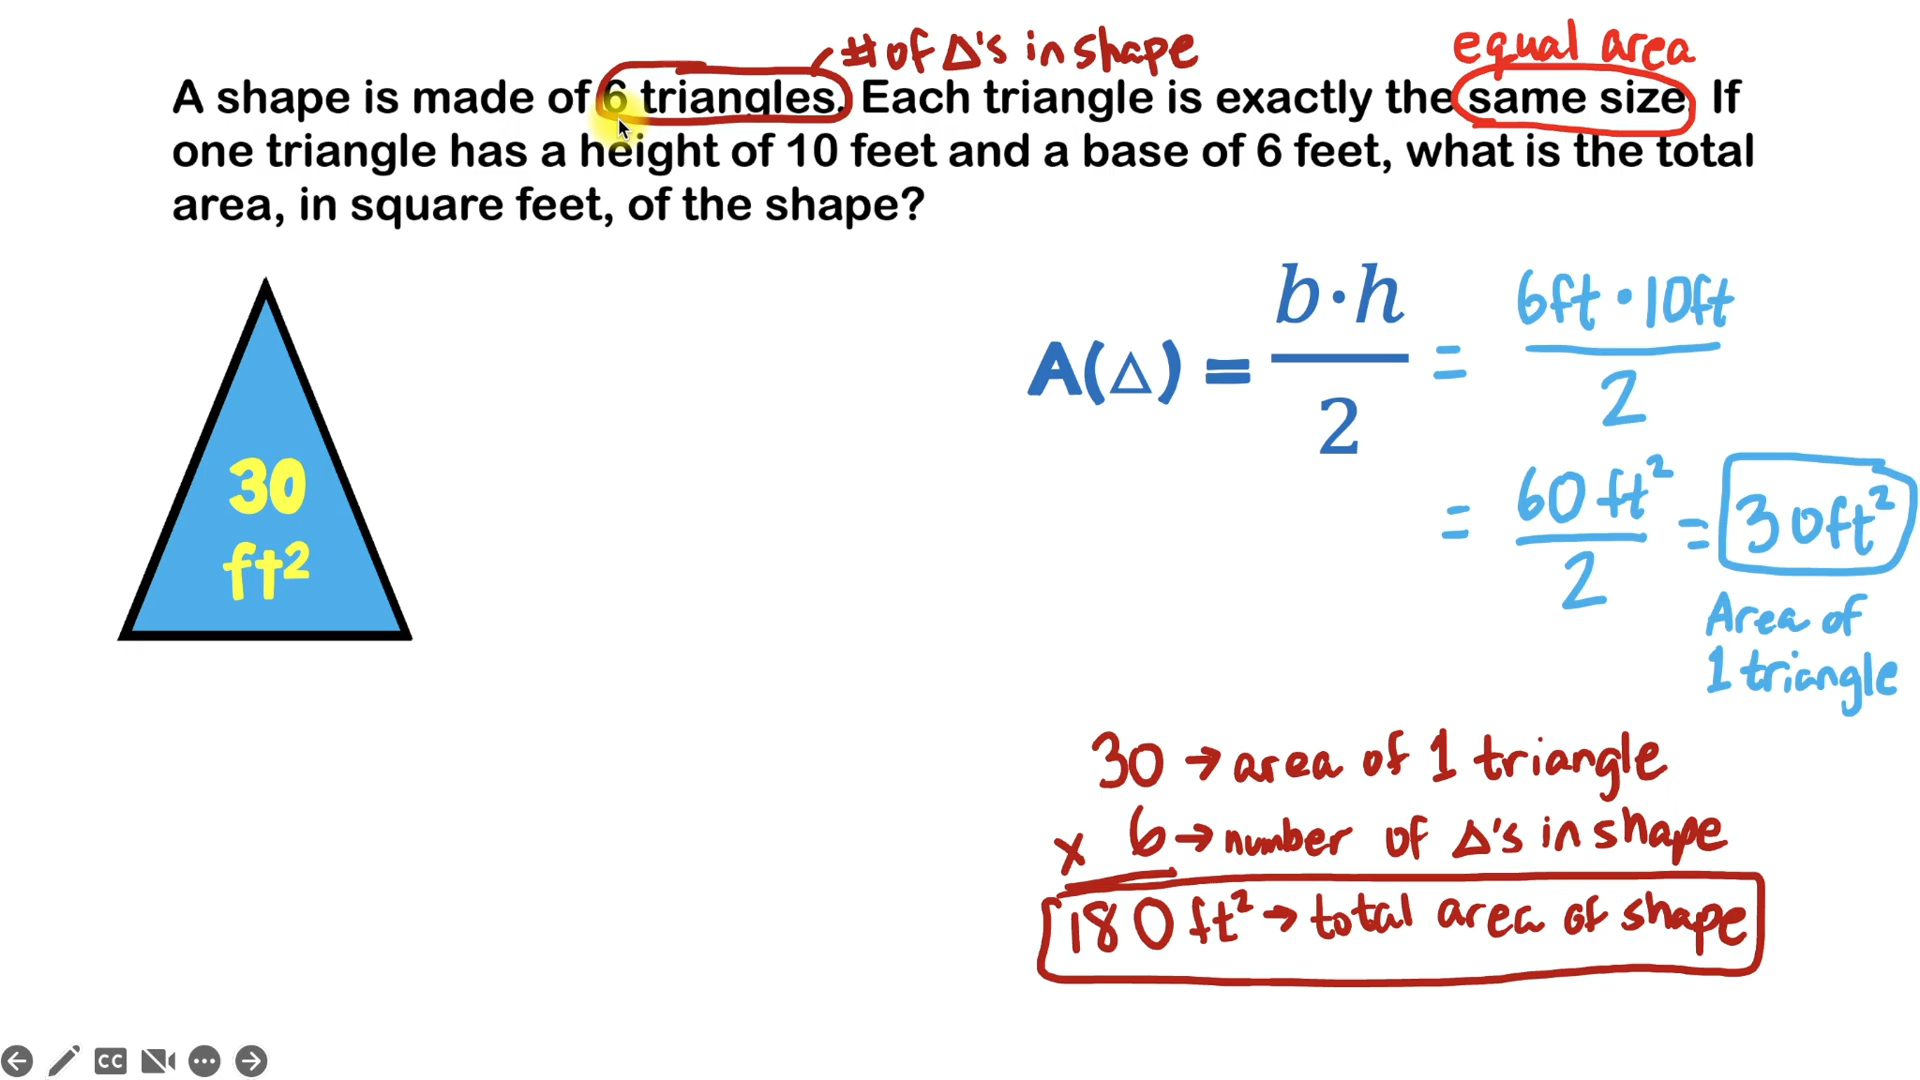 # of Δ's in shape
equal area
A shape is made of 6 triangles. Each triangle is exactly the same size. If
one triangle has a height of 10 feet and a base of 6 feet, what is the total
area, in square feet, of the shape?
A(△) = b·h / 2 = 6ft · 10ft / 2
= 60 ft² / 2 = 30ft²
Area of
1 triangle
30
ft²
30 → area of 1 triangle
x 6 → number of Δ's in shape
180 ft² → total area of shape
CC